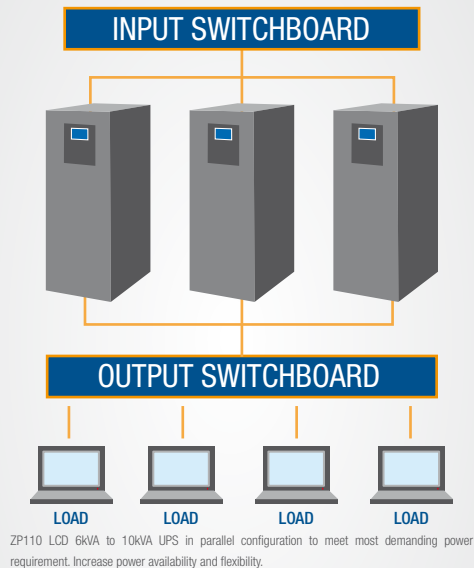 INPUT SWITCHBOARD
OUTPUT SWITCHBOARD
LOAD LOAD LOAD LOAD
ZP110 LCD 6kVA to 10kVA UPS in parallel configuration to meet most demanding power
requirement. Increase power availability and flexibility.